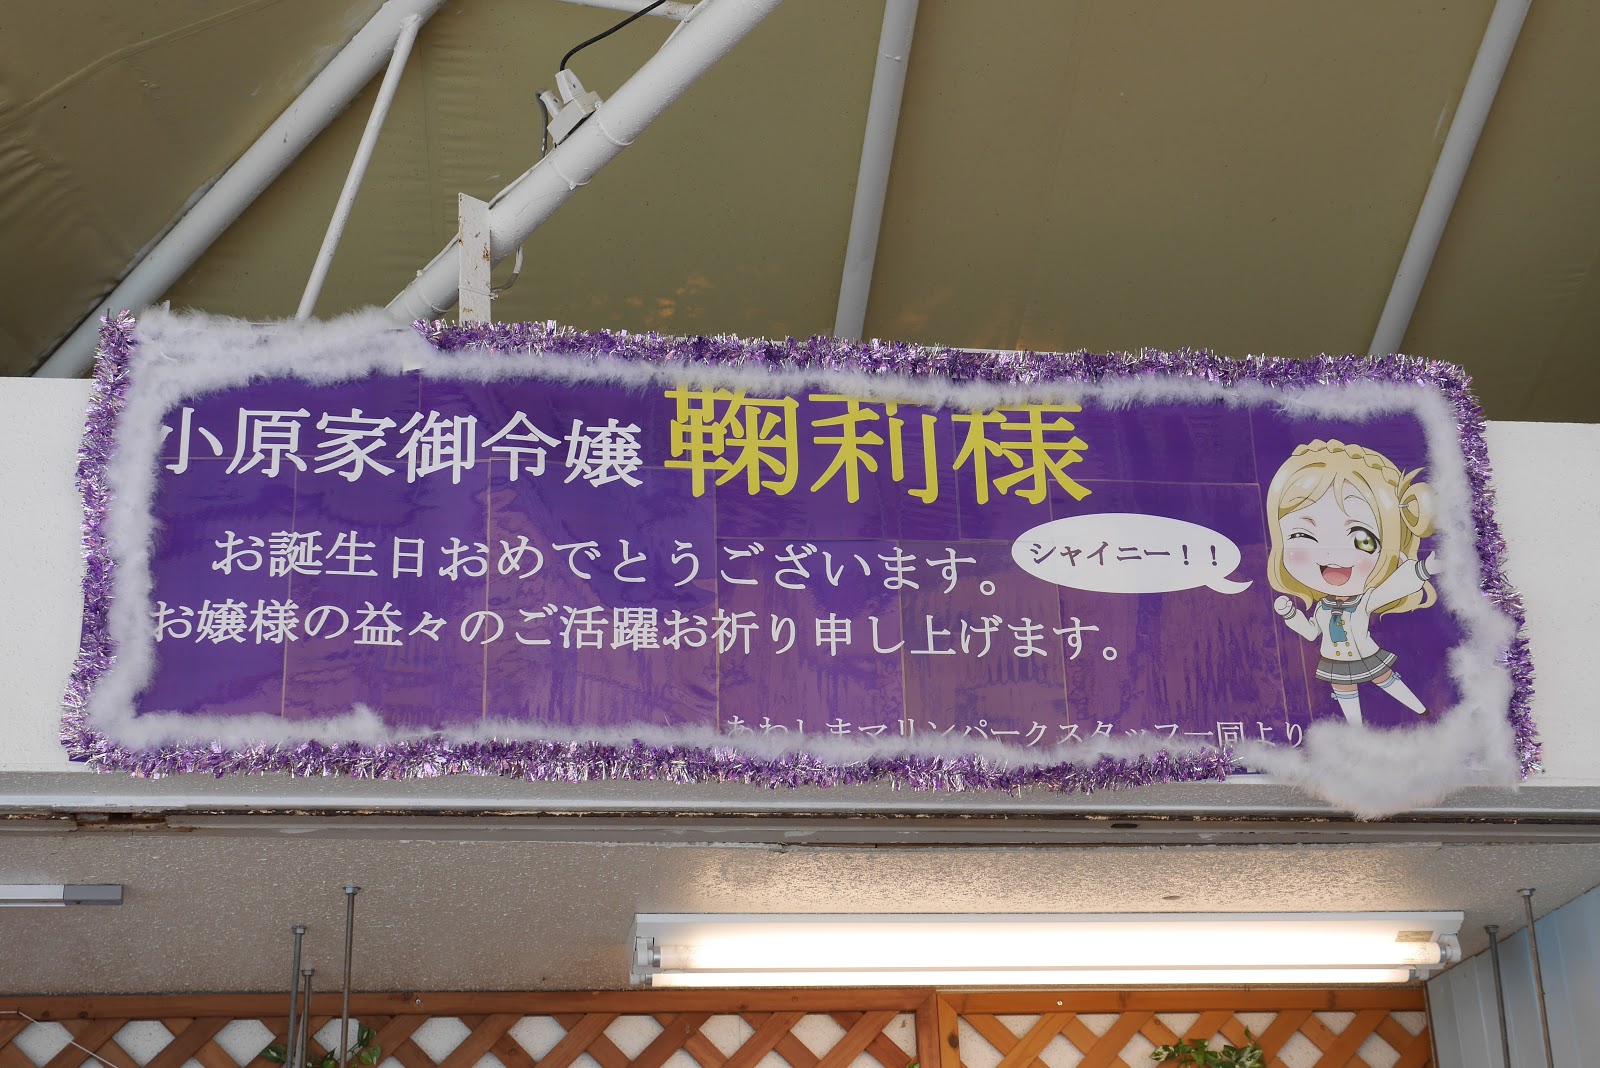 小原家御令嬢 鞠莉様
お誕生日おめでとうございます。
シャイニー！！
お嬢様の益々のご活躍お祈り申し上げます。
あわしまマリンパークスタッフ一同より